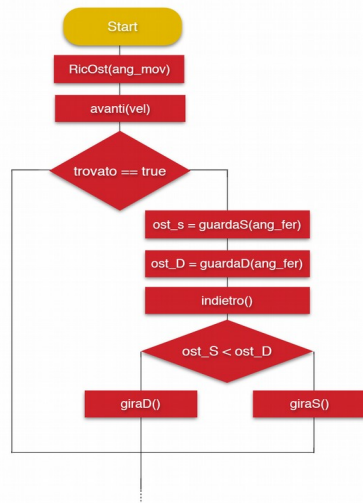 Start
RicOst(ang_mov)
avanti(vel)
trovato == true
ost_s = guardaS(ang_fer)
ost_D = guardaD(ang_fer)
indietro()
ost_S < ost_D
giraD()
giraS()